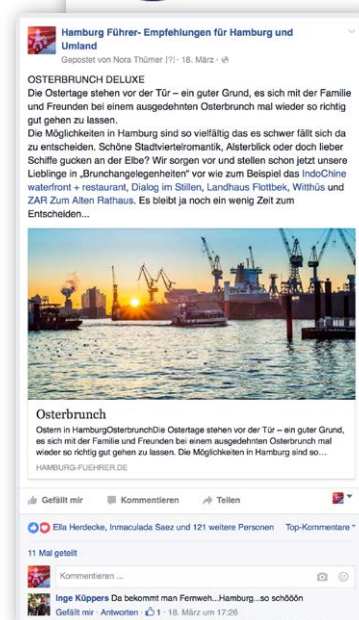 Hamburg Führer- Empfehlungen für Hamburg und
Umland
Gepostet von Nora Thümer [?] · 18. März ·
OSTERBRUNCH DELUXE
Die Ostertage stehen vor der Tür – ein guter Grund, es sich mit der Familie
und Freunden bei einem ausgedehnten Osterbrunch mal wieder so richtig
gut gehen zu lassen.
Die Möglichkeiten in Hamburg sind so vielfältig das es schwer fällt sich da
zu entscheiden. Schöne Stadtviertelromantik, Alsterblick oder doch lieber
Schiffe gucken an der Elbe? Wir sorgen vor und stellen schon jetzt unsere
Lieblinge in „Brunchangelegenheiten“ vor wie zum Beispiel das IndoChine
waterfront + restaurant, Dialog im Stillen, Landhaus Flottbek, Witthüs und
ZAR Zum Alten Rathaus. Es bleibt ja noch ein wenig Zeit zum
Entscheiden...
Osterbrunch
Ostern in HamburgOsterbrunchDie Ostertage stehen vor der Tür – ein guter Grund,
es sich mit der Familie und Freunden bei einem ausgedehnten Osterbrunch mal
wieder so richtig gut gehen zu lassen. Die Möglichkeiten in Hamburg sind so…
HAMBURG-FUEHRER.DE
Gefällt mir Kommentieren Teilen
Ella Herdecke, Inmaculada Saez und 121 weitere Personen Top-Kommentare
11 Mal geteilt
Kommentieren ...
Inge Küppers Da bekommt man Fernweh...Hamburg...so schööön
Gefällt mir · Antworten · 1 · 18. März um 17:26